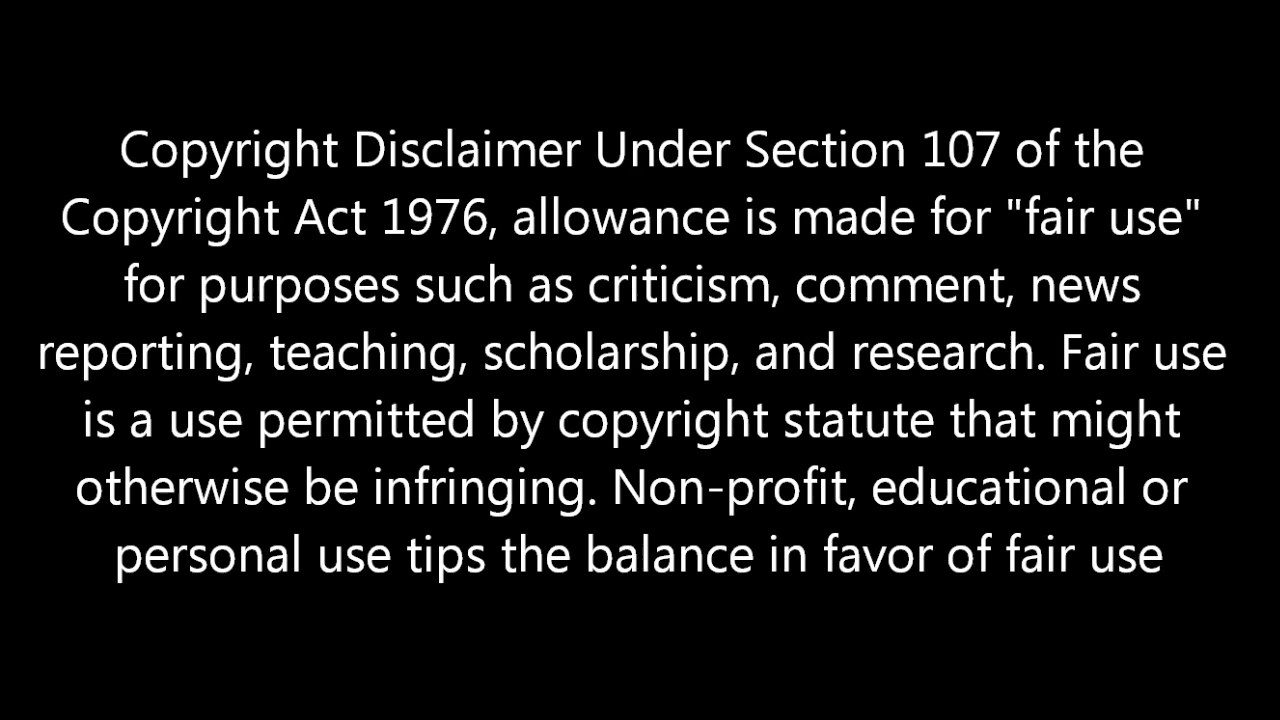 Copyright Disclaimer Under Section 107 of the
Copyright Act 1976, allowance is made for "fair use"
for purposes such as criticism, comment, news
reporting, teaching, scholarship, and research. Fair use
is a use permitted by copyright statute that might
otherwise be infringing. Non-profit, educational or
personal use tips the balance in favor of fair use